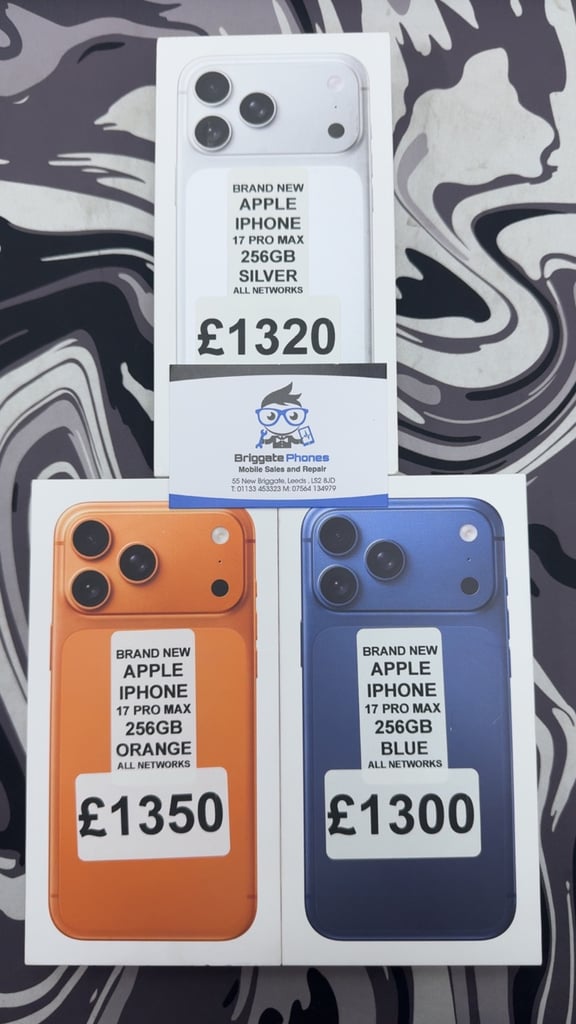 BRAND NEW
APPLE
IPHONE
17 PRO MAX
256GB
SILVER
ALL NETWORKS
£1320
Briggate Phones
Mobile Sales and Repair
55 New Briggate, Leeds , LS2 8JD
T: 01133 453323 M: 07564 134979
BRAND NEW
APPLE
IPHONE
17 PRO MAX
256GB
ORANGE
ALL NETWORKS
£1350
BRAND NEW
APPLE
IPHONE
17 PRO MAX
256GB
BLUE
ALL NETWORKS
£1300